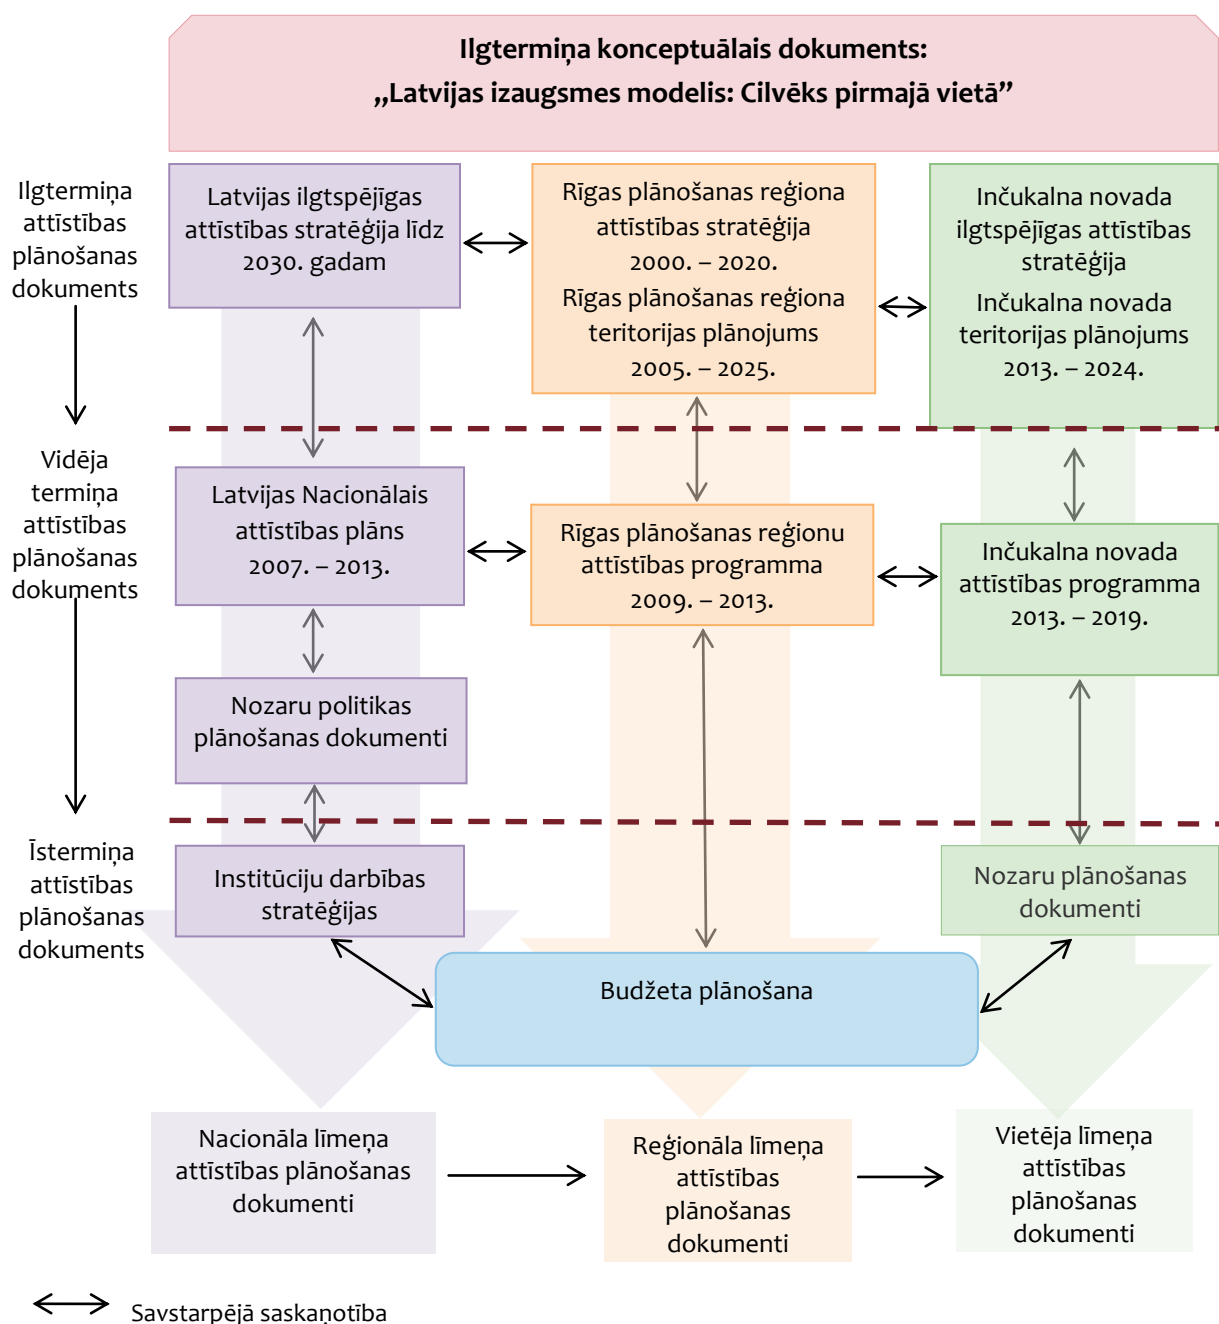 Ilgtermiņa konceptuālais dokuments:
„Latvijas izaugsmes modelis: Cilvēks pirmajā vietā”
Ilgtermiņa
attīstības
plānošanas
dokuments
Latvijas ilgtspējīgas
attīstības stratēģija līdz
2030. gadam
Rīgas plānošanas reģiona
attīstības stratēģija
2000. – 2020.
Rīgas plānošanas reģiona
teritorijas plānojums
2005. – 2025.
Inčukalna novada
ilgtspējīgas attīstības
stratēģija
Inčukalna novada
teritorijas plānojums
2013. – 2024.
Vidēja
termiņa
attīstības
plānošanas
dokuments
Latvijas Nacionālais
attīstības plāns
2007. – 2013.
Rīgas plānošanas reģionu
attīstības programma
2009. – 2013.
Inčukalna novada
attīstības programma
2013. – 2019.
Nozaru politikas
plānošanas dokumenti
Īstermiņa
attīstības
plānošanas
dokuments
Institūciju darbības
stratēģijas
Nozaru plānošanas
dokumenti
Budžeta plānošana
Nacionāla līmeņa
attīstības plānošanas
dokumenti
Reģionāla līmeņa
attīstības
plānošanas
dokumenti
Vietēja līmeņa
attīstības
plānošanas
dokumenti
Savstarpējā saskaņotība